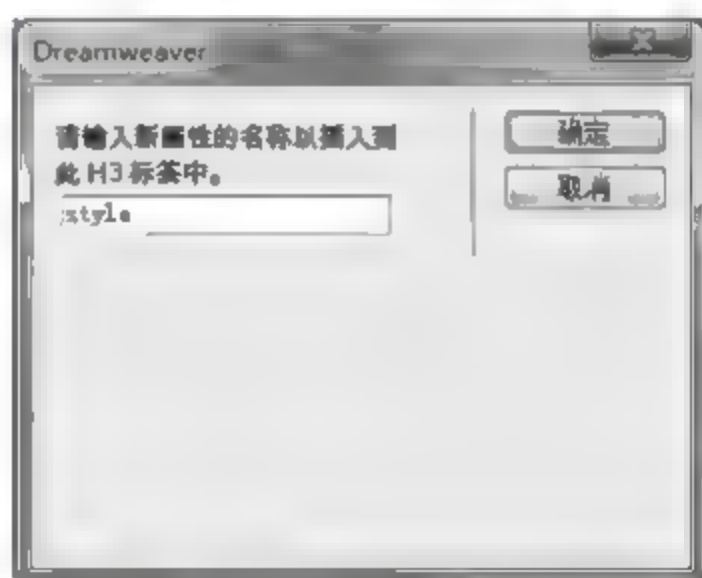 Dreamweaver
请输入新属性的名称以插入到
此 H3 标签中。
style
确定
取消